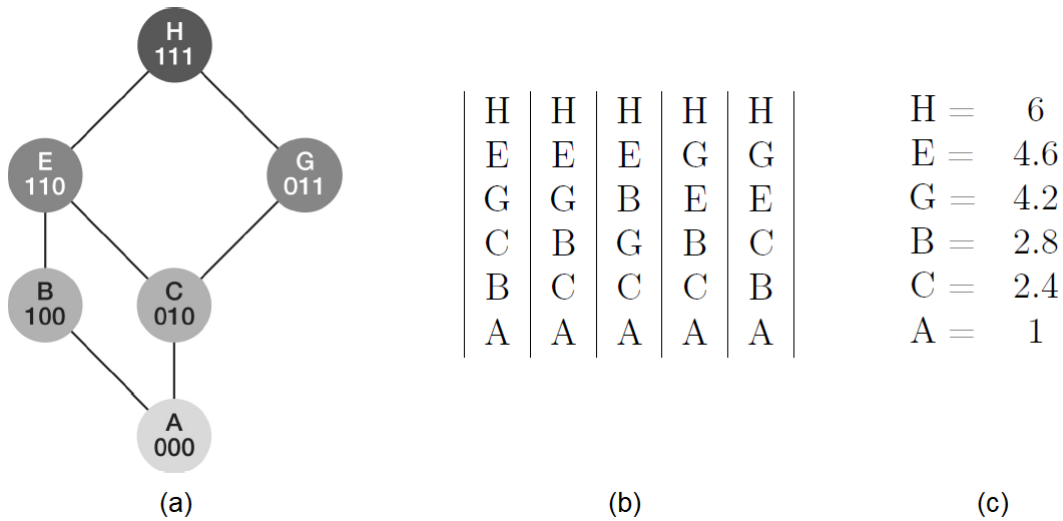 H
111
E
110
G
011
B
100
C
010
A
000
(a)
H H H H H
E E E G G
G G B E E
C B G B C
B C C C B
A A A A A
(b)
H = 6
E = 4.6
G = 4.2
B = 2.8
C = 2.4
A = 1
(c)